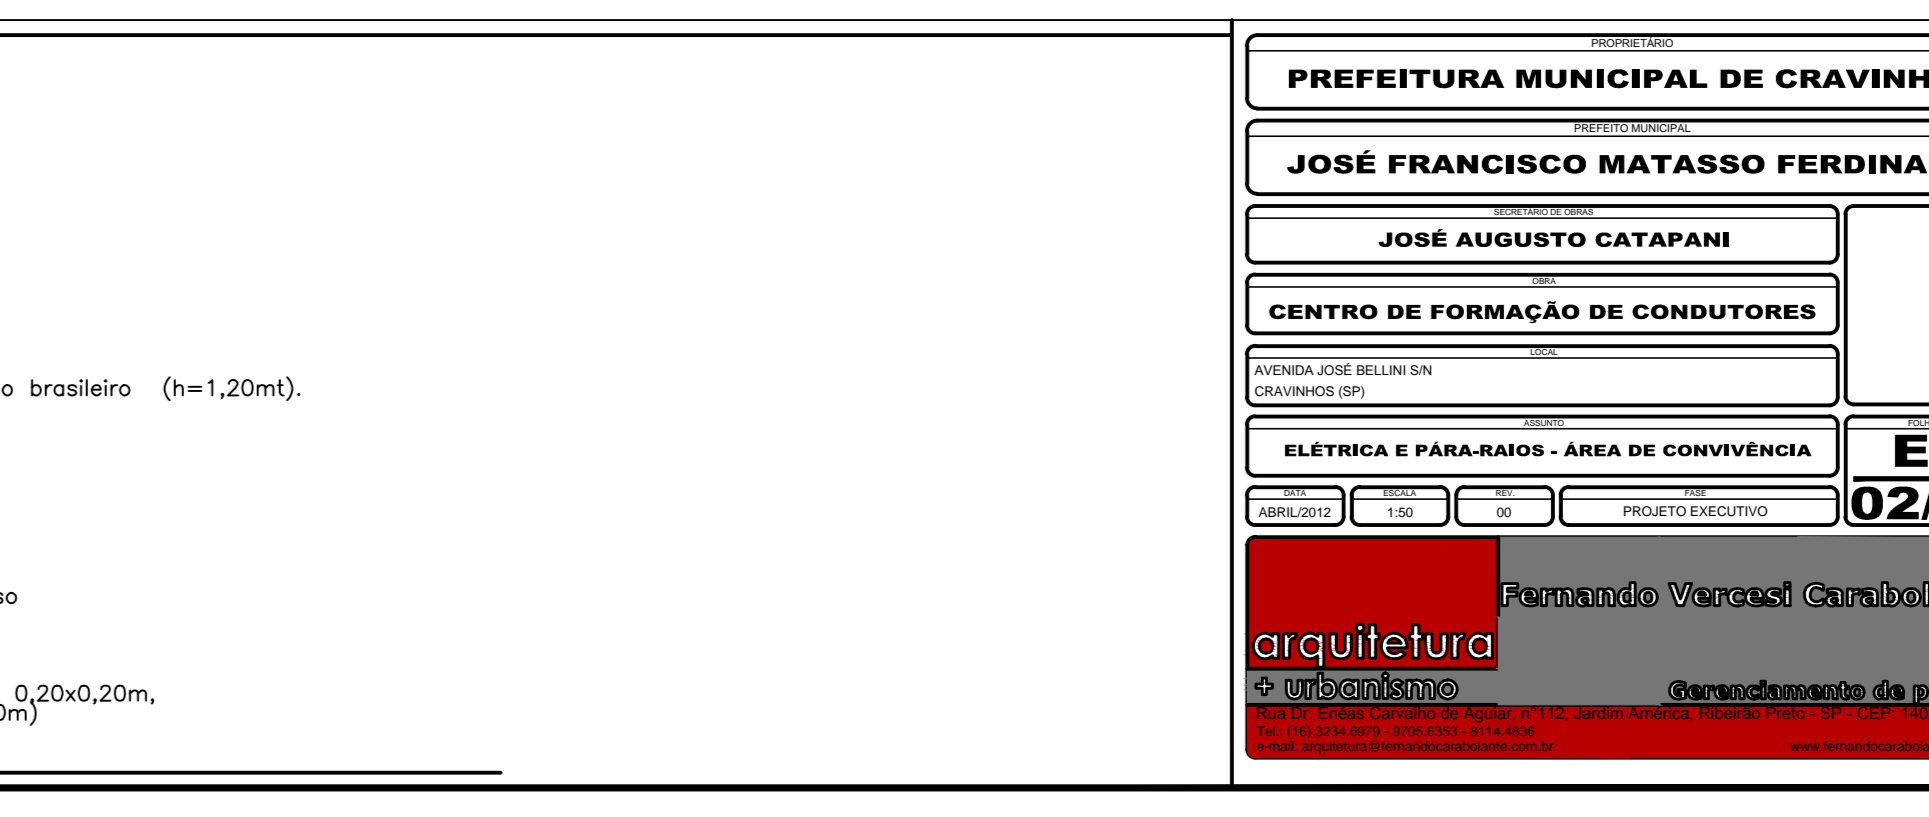 o brasileiro (h=1,20mt).
so
0,20x0,20m,
0m)
PROPRIETÁRIO
PREFEITURA MUNICIPAL DE CRAVINH
PREFEITO MUNICIPAL
JOSÉ FRANCISCO MATASSO FERDINA
SECRETÁRIO DE OBRAS
JOSÉ AUGUSTO CATAPANI
OBRA
CENTRO DE FORMAÇÃO DE CONDUTORES
LOCAL
AVENIDA JOSÉ BELLINI S/N
CRAVINHOS (SP)
ASSUNTO
ELÉTRICA E PÁRA-RAIOS - ÁREA DE CONVIVÊNCIA
FOLH
E
02/
DATA
ABRIL/2012
ESCALA
1:50
REV.
00
FASE
PROJETO EXECUTIVO
Fernando Vercesi Carabol
arquitetura
+ urbanismo
Gerenciamento de p
Rua Dr. Enéas Carvalho de Aguiar, n°112, Jardim América, Ribeirão Preto - SP - CEP: 140
Tel.: (16) 3234.6979 - 9705.6353 - 8114.4836
e-mail: arquitetura@fernandocarabolante.com.br www.fernandocarabola